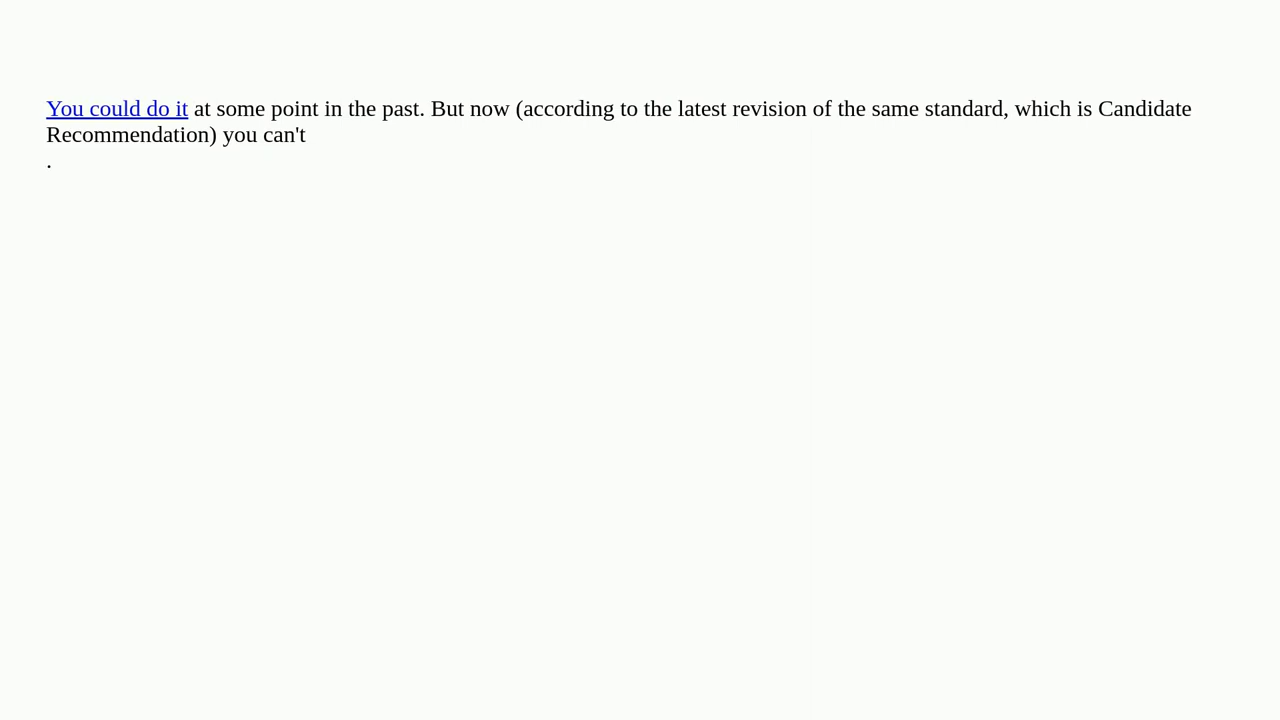 You could do it at some point in the past. But now (according to the latest revision of the same standard, which is Candidate
Recommendation) you can't
.